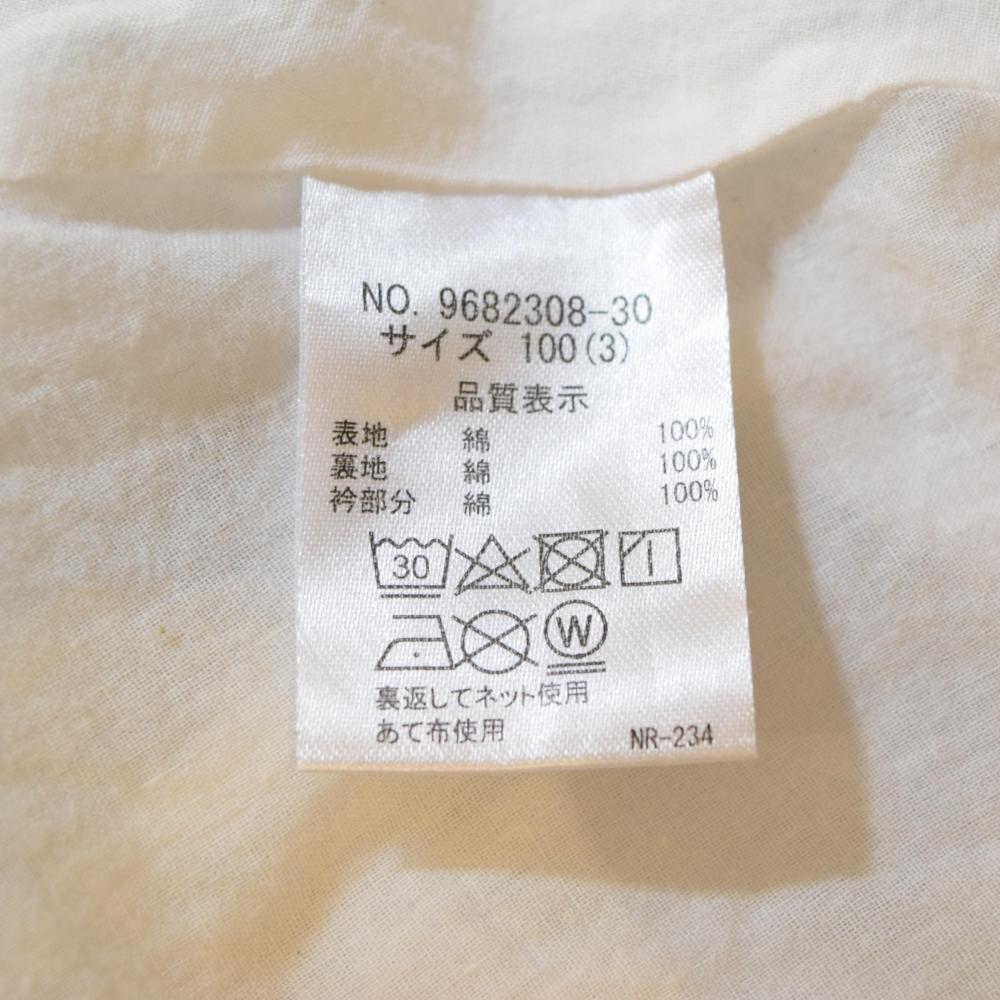 NO. 9682308-30
サイズ 100(3)
品質表示
表地 綿 100%
裏地 綿 100%
衿部分 綿 100%
30
W
裏返してネット使用
あて布使用
NR-234